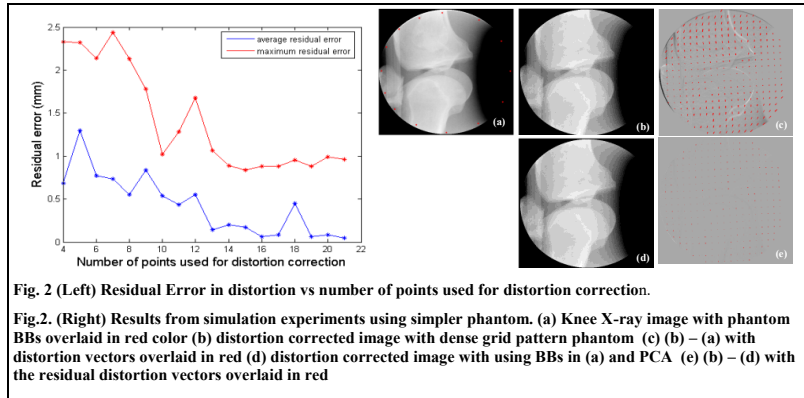 2.5
2
1.5
1
0.5
0
Residual error (mm)
average residual error
maximum residual error
4 6 8 10 12 14 16 18 20 22
Number of points used for distortion correction
(a)
(b)
(c)
(d)
(e)
Fig. 2 (Left) Residual Error in distortion vs number of points used for distortion correction.
Fig.2. (Right) Results from simulation experiments using simpler phantom. (a) Knee X-ray image with phantom
BBs overlaid in red color (b) distortion corrected image with dense grid pattern phantom (c) (b) – (a) with
distortion vectors overlaid in red (d) distortion corrected image with using BBs in (a) and PCA (e) (b) – (d) with
the residual distortion vectors overlaid in red